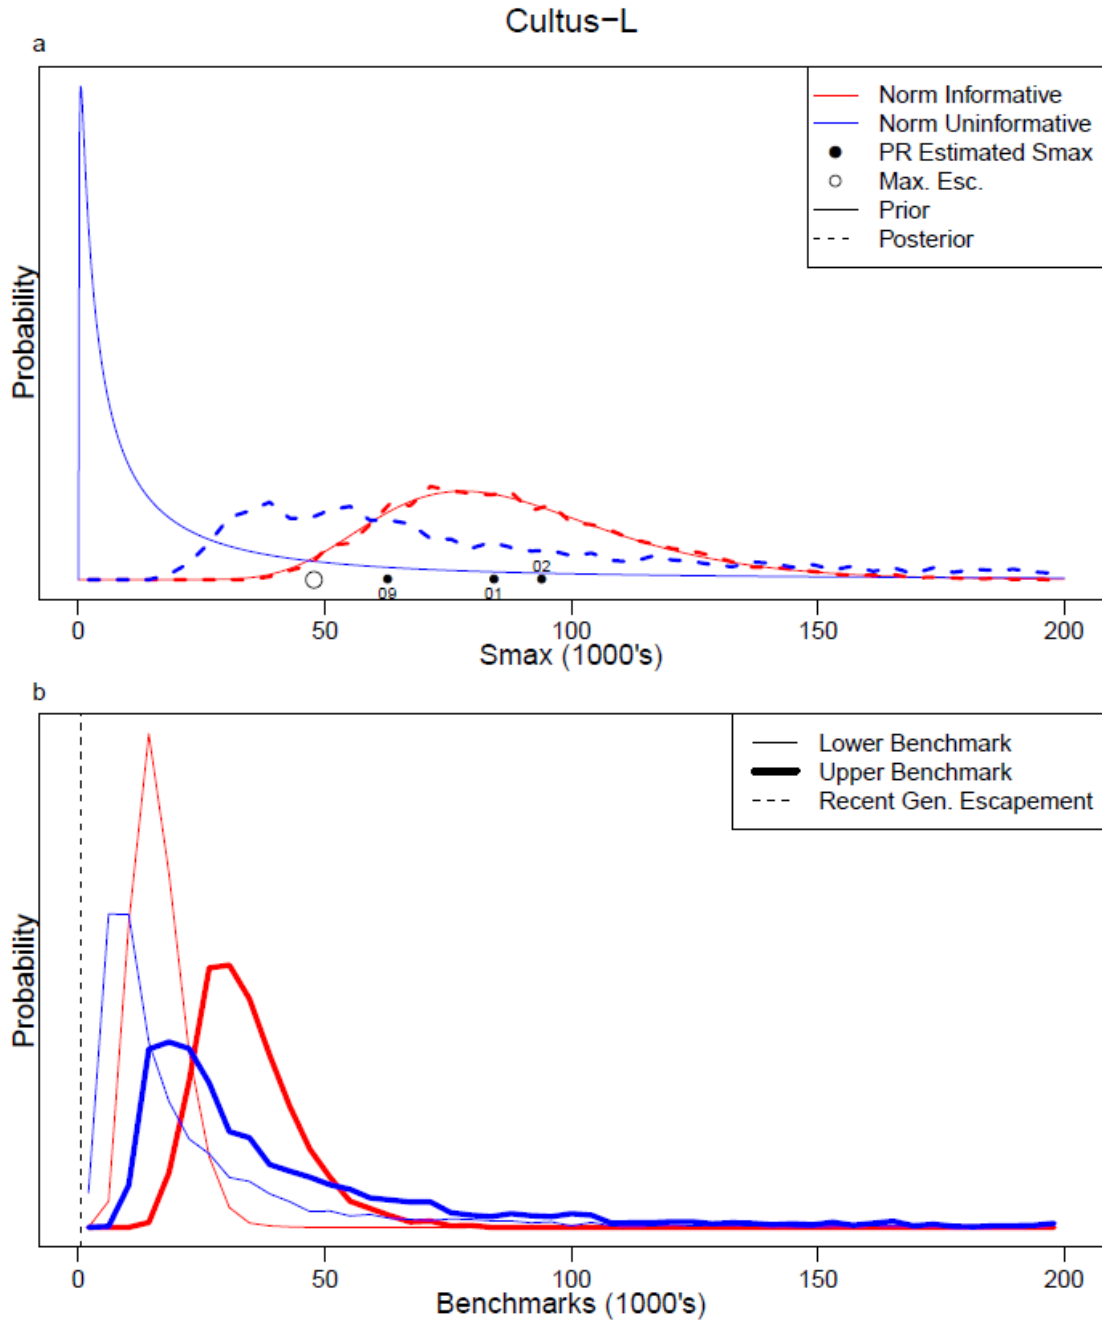 Cultus-L
a
Norm Informative
Norm Uninformative
PR Estimated Smax
Max. Esc.
Prior
Posterior
Probability
02
09
01
0
50
100
150
200
Smax (1000's)
b
Lower Benchmark
Upper Benchmark
Recent Gen. Escapement
Probability
0
50
100
150
200
Benchmarks (1000's)